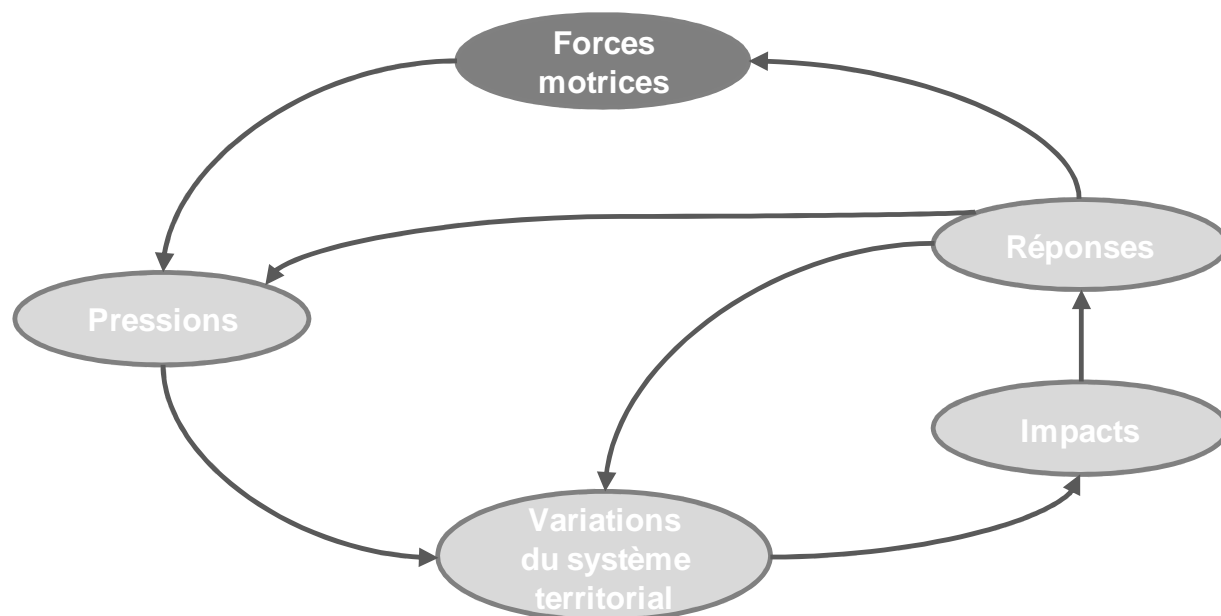 Forces
motrices
Réponses
Pressions
Impacts
Variations
du système
territorial